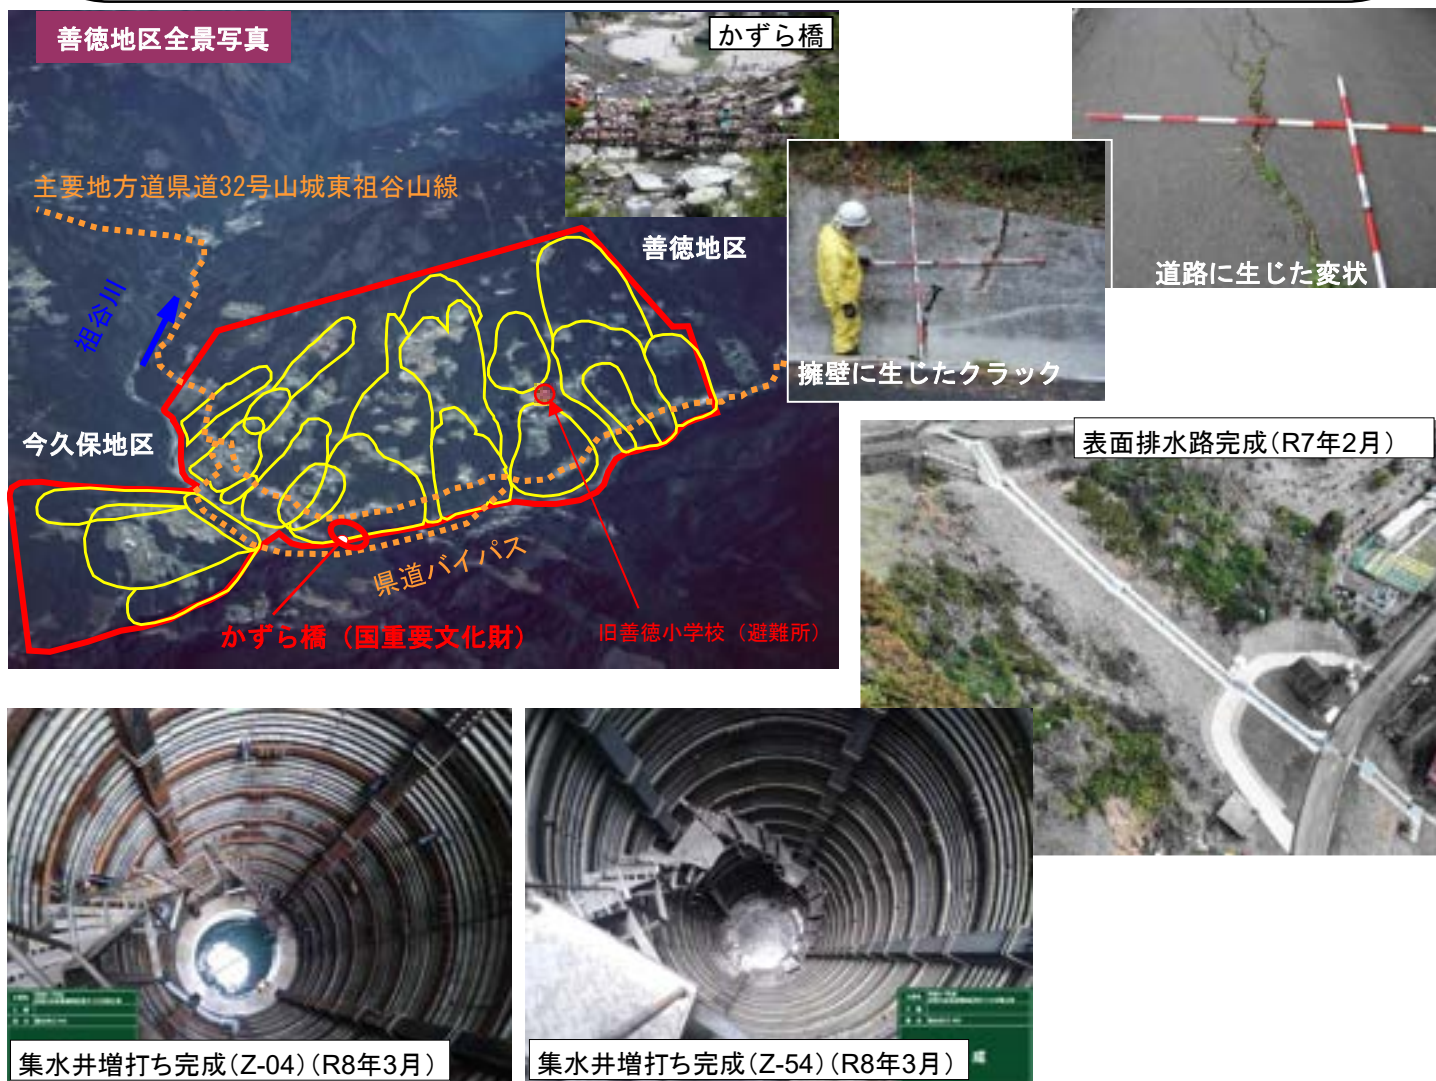 善徳地区全景写真
かずら橋
主要地方道県道32号山城東祖谷山線
善徳地区
道路に生じた変状
祖谷川
擁壁に生じたクラック
今久保地区
表面排水路完成（R7年2月）
県道バイパス
かずら橋（国重要文化財）
旧善徳小学校（避難所）
集水井増打ち完成（Z-04）（R8年3月）
集水井増打ち完成（Z-54）（R8年3月）